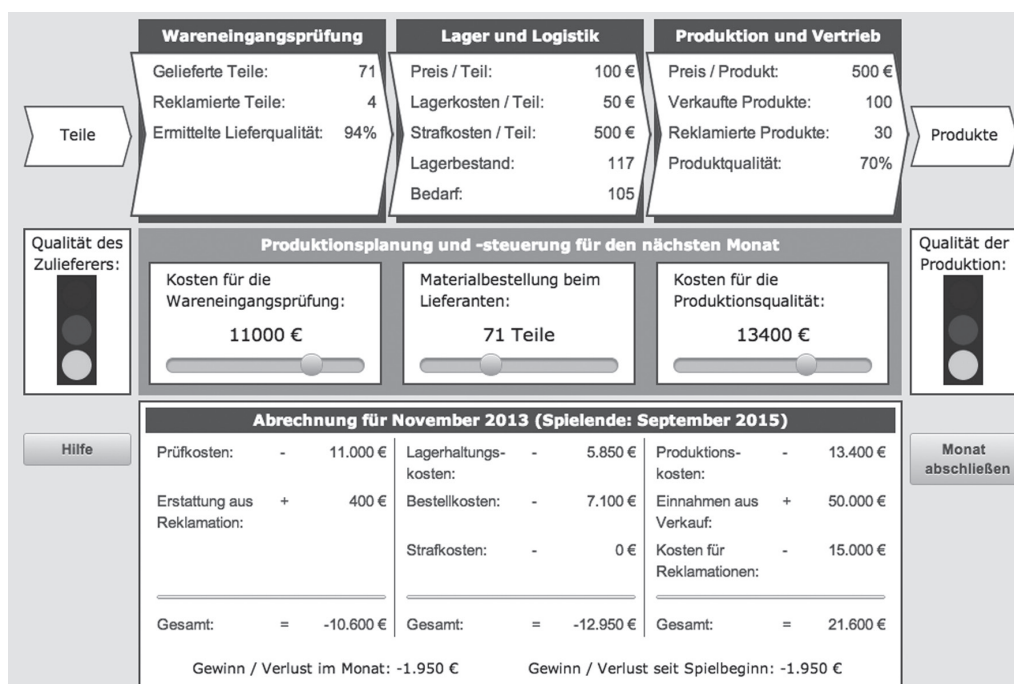 Wareneingangsprüfung
Gelieferte Teile: 71
Reklamierte Teile: 4
Ermittelte Lieferqualität: 94%
Lager und Logistik
Preis / Teil: 100 €
Lagerkosten / Teil: 50 €
Strafkosten / Teil: 500 €
Lagerbestand: 117
Bedarf: 105
Produktion und Vertrieb
Preis / Produkt: 500 €
Verkaufte Produkte: 100
Reklamierte Produkte: 30
Produktqualität: 70%
Teile
Produkte
Qualität des
Zulieferers:
Produktionsplanung und -steuerung für den nächsten Monat
Kosten für die
Wareneingangsprüfung:
11000 €
Materialbestellung beim
Lieferanten:
71 Teile
Kosten für die
Produktionsqualität:
13400 €
Qualität der
Produktion:
Hilfe
Monat
abschließen
Abrechnung für November 2013 (Spielende: September 2015)
Prüfkosten: - 11.000 €
Erstattung aus + 400 €
Reklamation:
Gesamt: = -10.600 €
Lagerhaltungs- - 5.850 €
kosten:
Bestellkosten: - 7.100 €
Strafkosten: - 0 €
Gesamt: = -12.950 €
Produktions- - 13.400 €
kosten:
Einnahmen aus + 50.000 €
Verkauf:
Kosten für - 15.000 €
Reklamationen:
Gesamt: = 21.600 €
Gewinn / Verlust im Monat: -1.950 €
Gewinn / Verlust seit Spielbeginn: -1.950 €